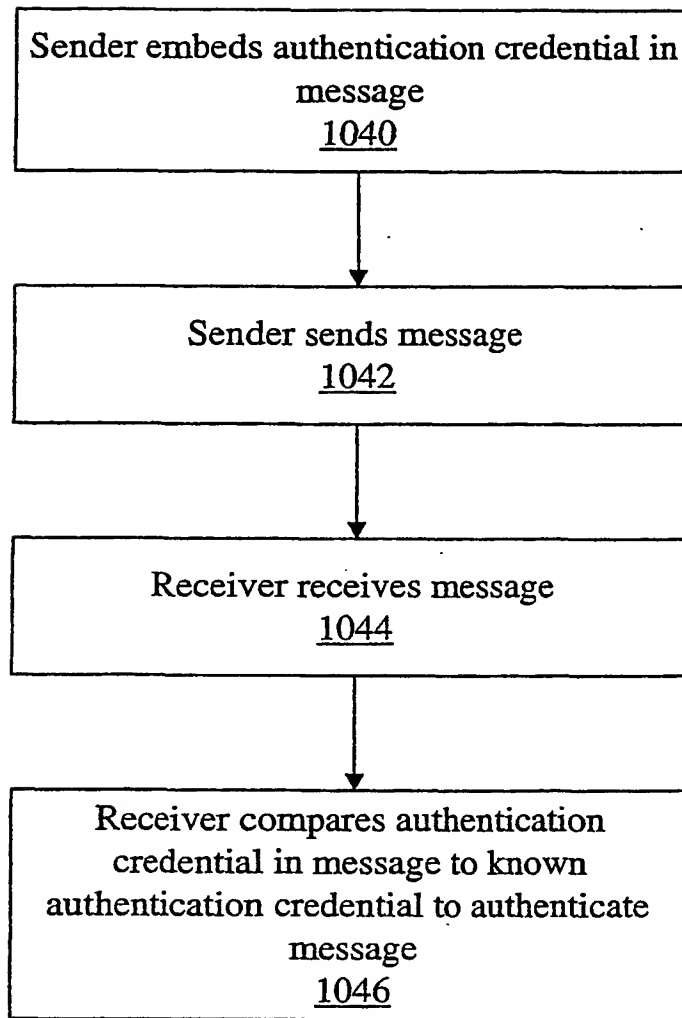 Sender embeds authentication credential in
message
1040
Sender sends message
1042
Receiver receives message
1044
Receiver compares authentication
credential in message to known
authentication credential to authenticate
message
1046